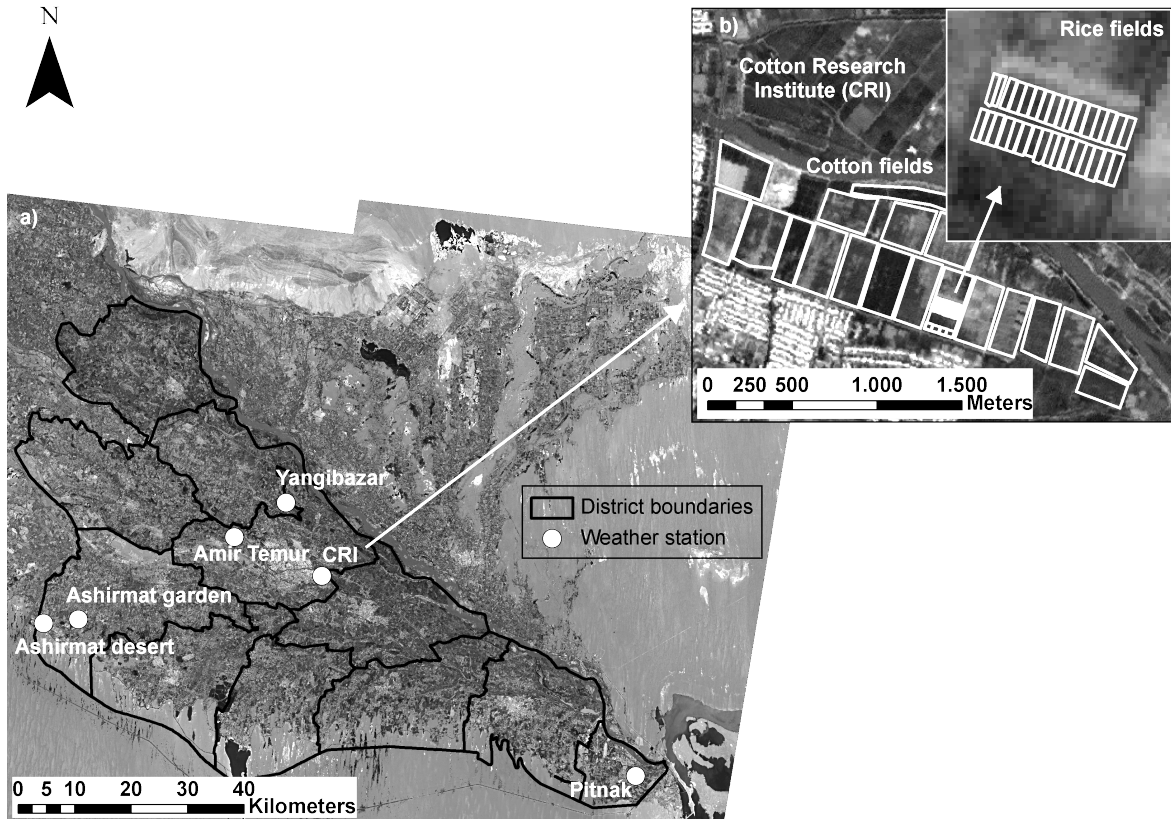 N
b)
Rice fields
Cotton Research
Institute (CRI)
Cotton fields
0 250 500 1.000 1.500
Meters
a)
Yangibazar
District boundaries
Weather station
Amir Temur
CRI
Ashirmat garden
Ashirmat desert
Pitnak
0 5 10 20 30 40
Kilometers